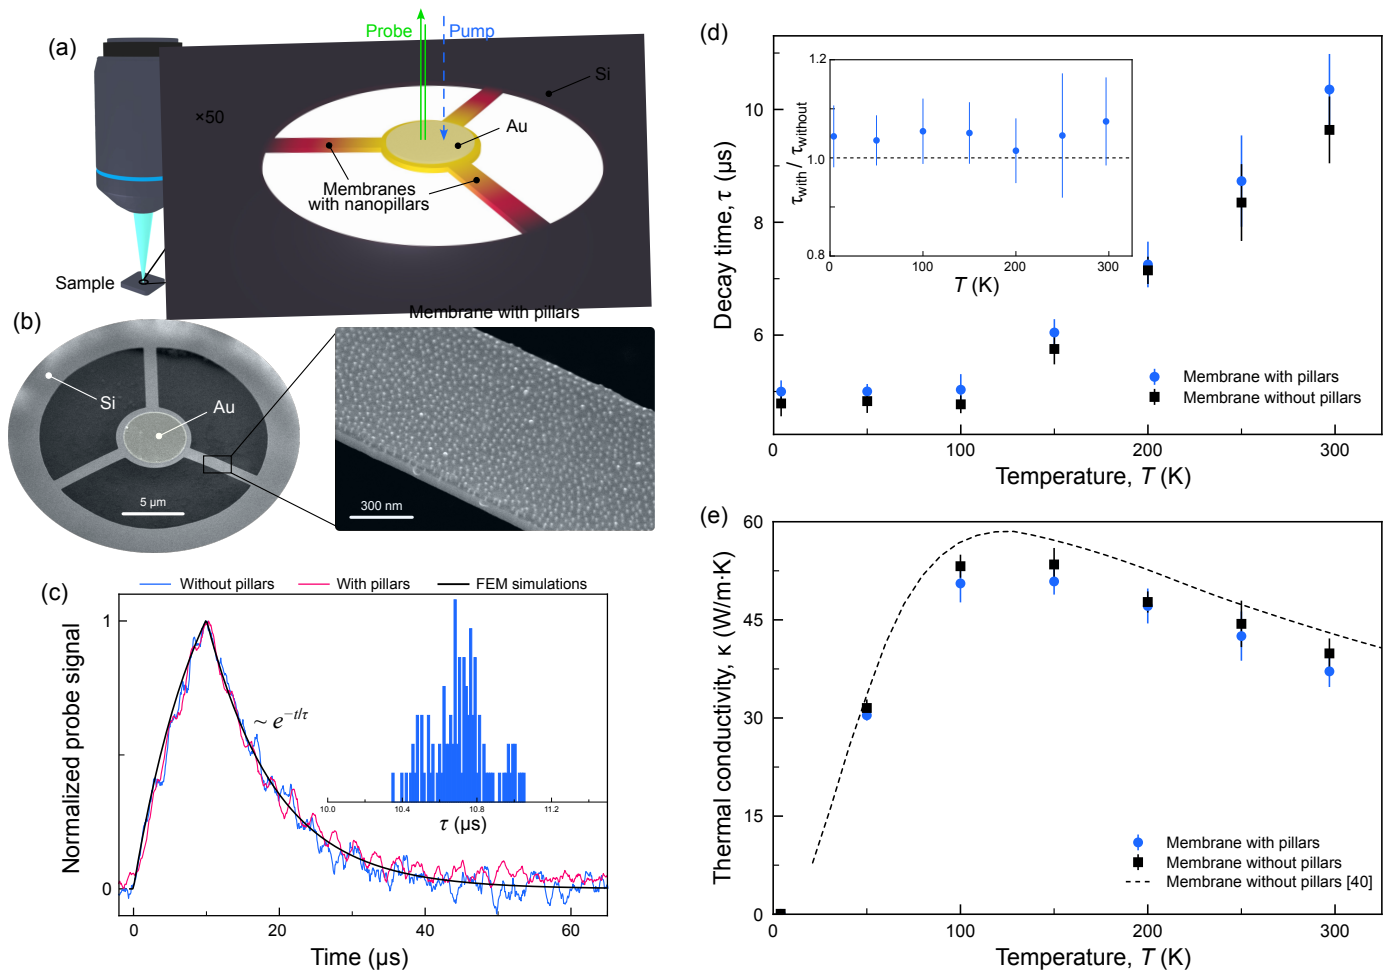 (a)
Probe
Pump
Si
×50
Au
Membranes
with nanopillars
Sample
(b)
Membrane with pillars
Si
Au
5 µm
300 nm
(c)
Without pillars
With pillars
FEM simulations
Normalized probe signal
1
0
~ e^{−t/τ}
10.0
10.4
10.8
11.2
τ (µs)
0
20
40
60
Time (µs)
(d)
Decay time, τ (µs)
10
8
6
τwith / τwithout
1.2
1.0
0.8
0
100
200
300
T (K)
Membrane with pillars
Membrane without pillars
0
100
200
300
Temperature, T (K)
(e)
Thermal conductivity, κ (W/m·K)
60
45
30
15
0
Membrane with pillars
Membrane without pillars
Membrane without pillars [40]
0
100
200
300
Temperature, T (K)